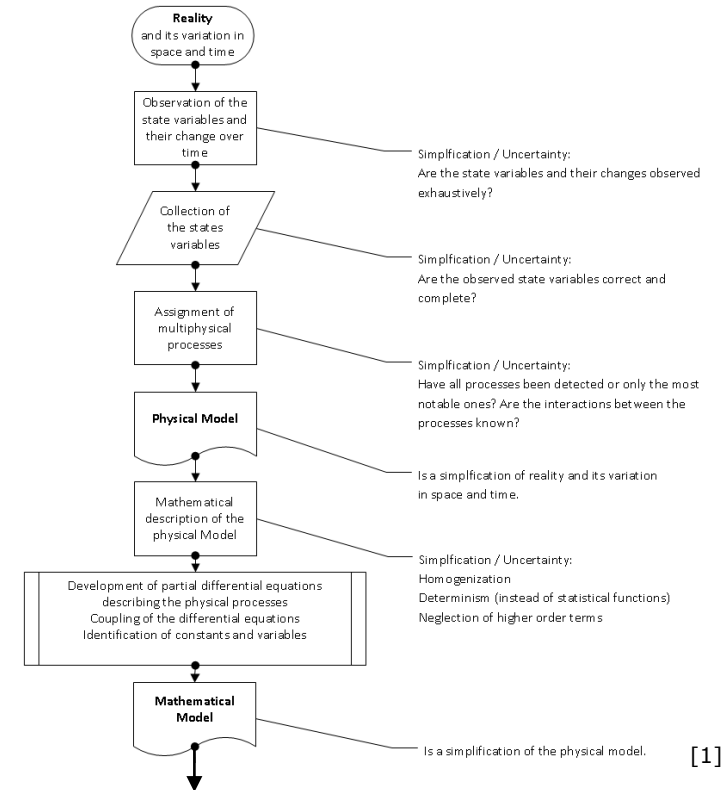 Reality
and its variation in
space and time
Observation of the
state variables and
their change over
time
Simplfication / Uncertainty:
Are the state variables and their changes observed
exhaustively?
Collection of
the states
variables
Simplfication / Uncertainty:
Are the observed state variables correct and
complete?
Assignment of
multiphysical
processes
Simplfication / Uncertainty:
Have all processes been detected or only the most
notable ones? Are the interactions between the
processes known?
Physical Model
Is a simplfication of reality and its variation
in space and time.
Mathematical
description of the
physical Model
Simplfication / Uncertainty:
Homogenization
Determinism (instead of statistical functions)
Neglection of higher order terms
Development of partial differential equations
describing the physical processes
Coupling of the differential equations
Identification of constants and variables
Mathematical
Model
Is a simplification of the physical model.
[1]